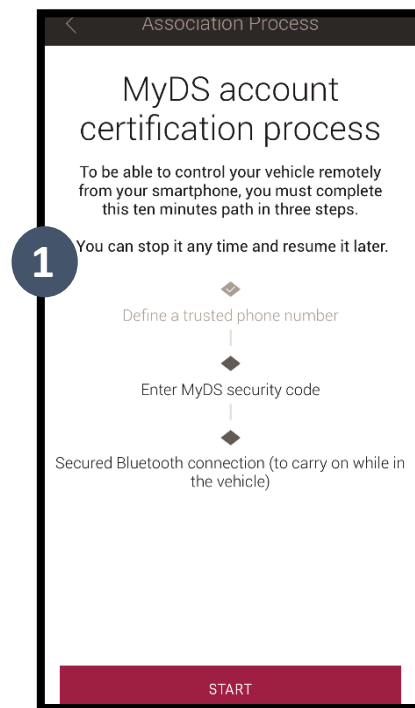 Association Process
MyDS account
certification process
To be able to control your vehicle remotely
from your smartphone, you must complete
this ten minutes path in three steps.
You can stop it any time and resume it later.
1
Define a trusted phone number
Enter MyDS security code
Secured Bluetooth connection (to carry on while in
the vehicle)
START